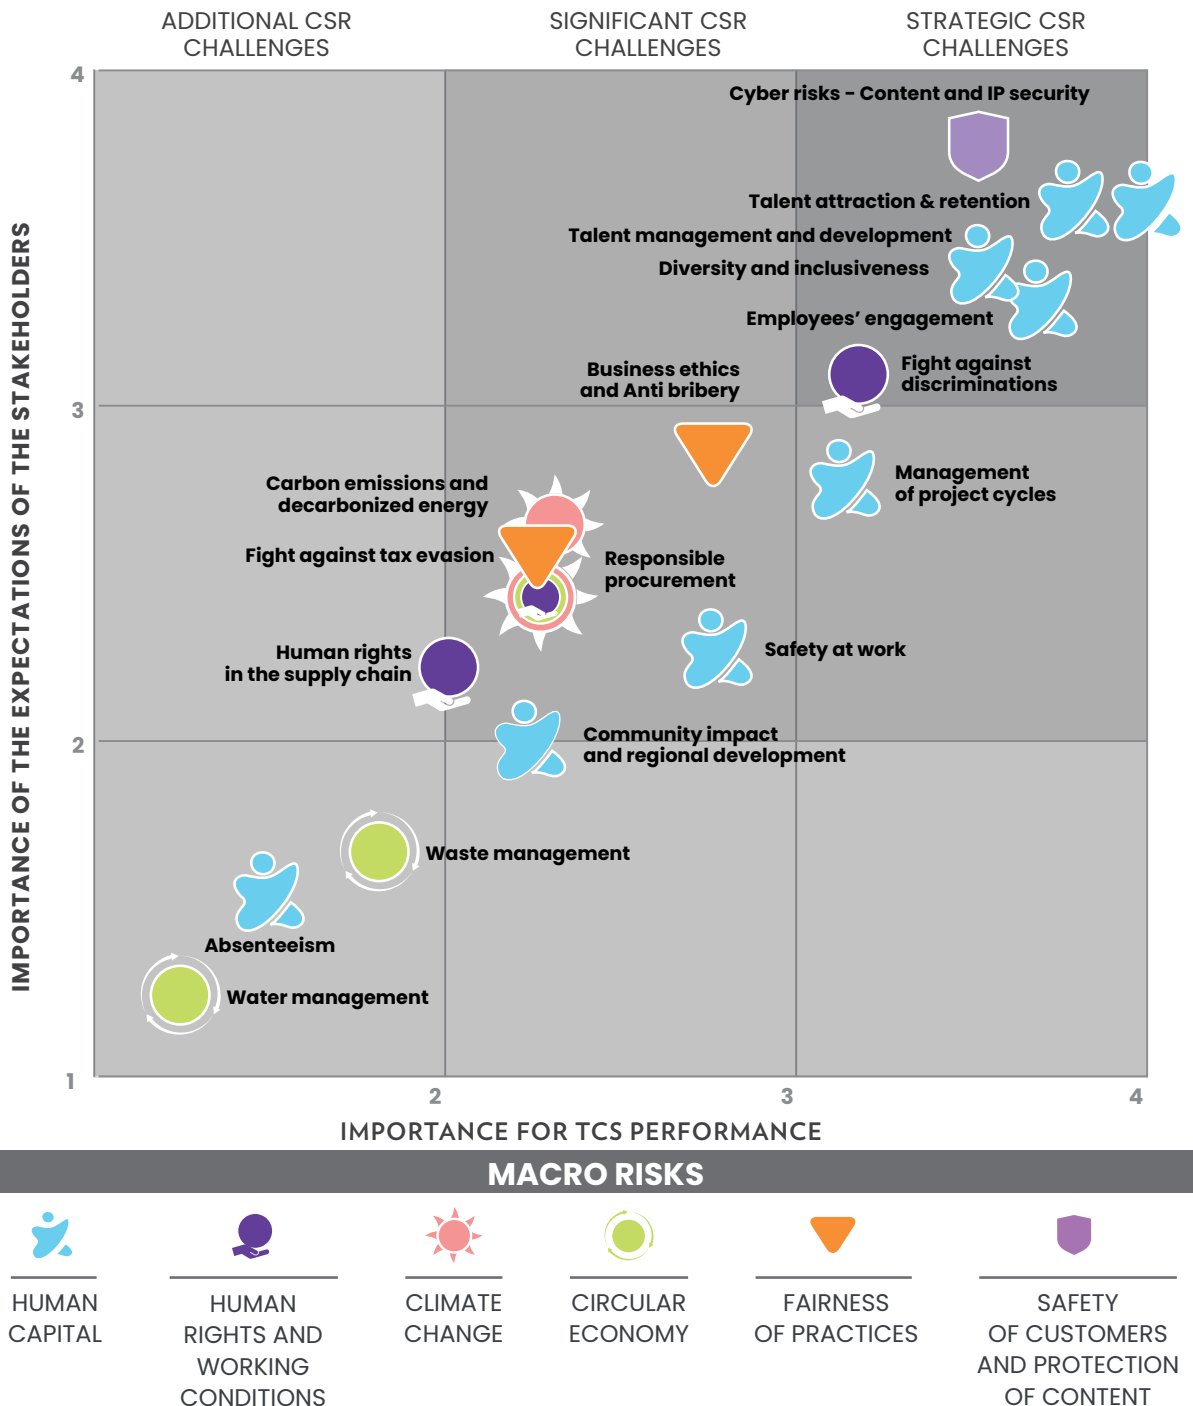 ADDITIONAL CSR
CHALLENGES
SIGNIFICANT CSR
CHALLENGES
STRATEGIC CSR
CHALLENGES
4
Cyber risks – Content and IP security
Talent attraction & retention
Talent management and development
Diversity and inclusiveness
Employees’ engagement
Business ethics
and Anti bribery
Fight against
discriminations
3
Carbon emissions and
decarbonized energy
Management
of project cycles
Fight against tax evasion
Responsible
procurement
Human rights
in the supply chain
Safety at work
Community impact
and regional development
2
Waste management
Absenteeism
Water management
1
2
3
4
IMPORTANCE OF THE EXPECTATIONS OF THE STAKEHOLDERS
IMPORTANCE FOR TCS PERFORMANCE
MACRO RISKS
HUMAN
CAPITAL
HUMAN
RIGHTS AND
WORKING
CONDITIONS
CLIMATE
CHANGE
CIRCULAR
ECONOMY
FAIRNESS
OF PRACTICES
SAFETY
OF CUSTOMERS
AND PROTECTION
OF CONTENT